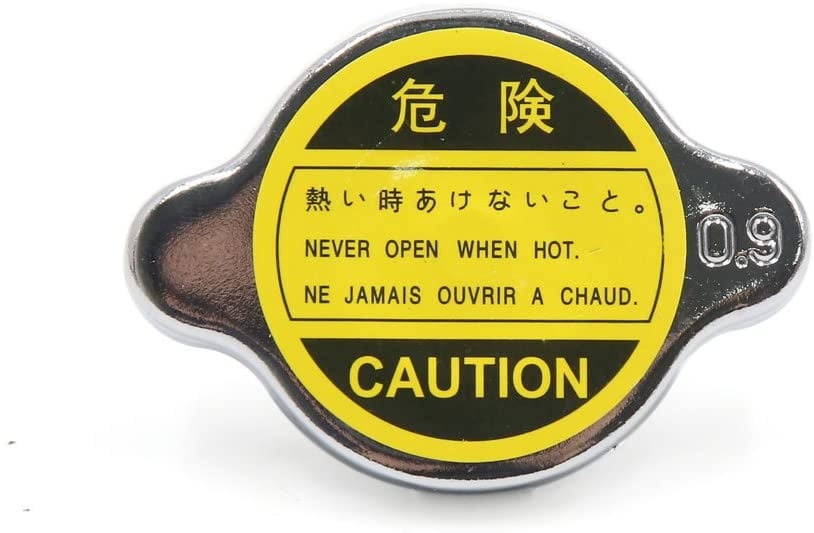 危 険
熱い時あけないこと。
NEVER OPEN WHEN HOT.
NE JAMAIS OUVRIR A CHAUD.
CAUTION
0.9